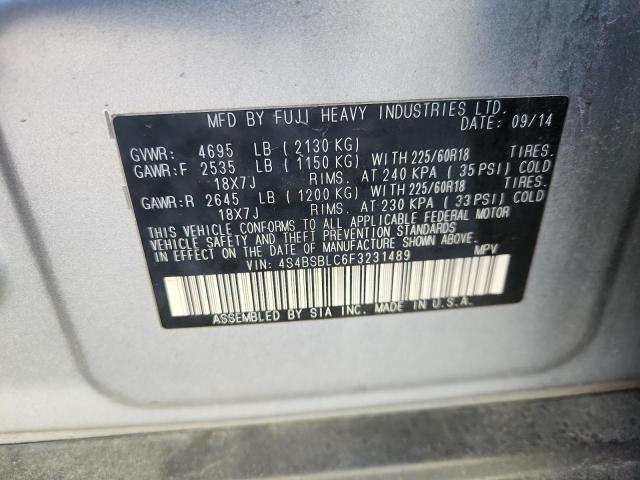 MFD BY FUJI HEAVY INDUSTRIES LTD.
DATE: 09/14
GVWR: 4695 LB ( 2130 KG)
GAWR:F 2535 LB ( 1150 KG) WITH 225/60R18 TIRES.
18X7J RIMS. AT 240 KPA ( 35 PSI) COLD
GAWR:R 2645 LB ( 1200 KG) WITH 225/60R18 TIRES.
18X7J RIMS. AT 230 KPA ( 33 PSI) COLD
THIS VEHICLE CONFORMS TO ALL APPLICABLE FEDERAL MOTOR
VEHICLE SAFETY STANDARDS IN EFFECT ON THE
DATE OF MANUFACTURE SHOWN ABOVE.
VIN: 4S4BSBLC6F3231489 MPV
ASSEMBLED BY SIA INC. MADE IN U.S.A.